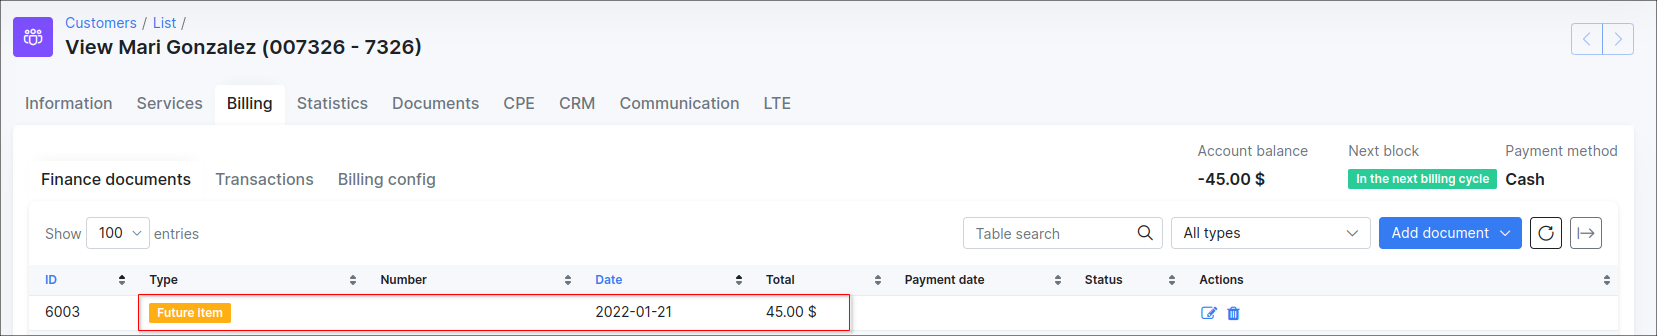 Customers / List /
View Mari Gonzalez (007326 - 7326)
Information Services Billing Statistics Documents CPE CRM Communication LTE
Account balance Next block Payment method
-45.00 $ In the next billing cycle Cash
Finance documents Transactions Billing config
Show 100 entries Table search All types Add document
ID Type Number Date Total Payment date Status Actions
6003 Future Item 2022-01-21 45.00 $